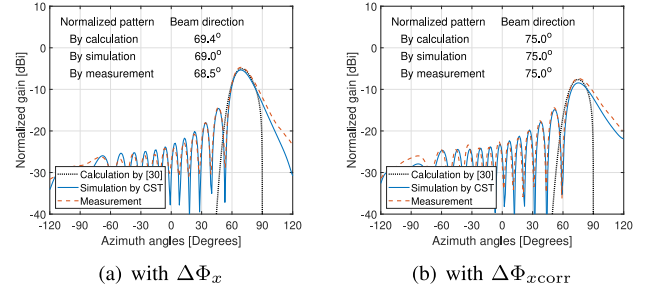 Normalized pattern Beam direction
By calculation 69.4°
By simulation 69.0°
By measurement 68.5°
20
10
0
-10
-20
-30
-40
Normalized gain [dBi]
Calculation by [30]
Simulation by CST
Measurement
-120 -90 -60 -30 0 30 60 90 120
Azimuth angles [Degrees]
(a) with ΔΦx
Normalized pattern Beam direction
By calculation 75.0°
By simulation 75.0°
By measurement 75.0°
20
10
0
-10
-20
-30
-40
Normalized gain [dBi]
Calculation by [30]
Simulation by CST
Measurement
-120 -90 -60 -30 0 30 60 90 120
Azimuth angles [Degrees]
(b) with ΔΦxcorr